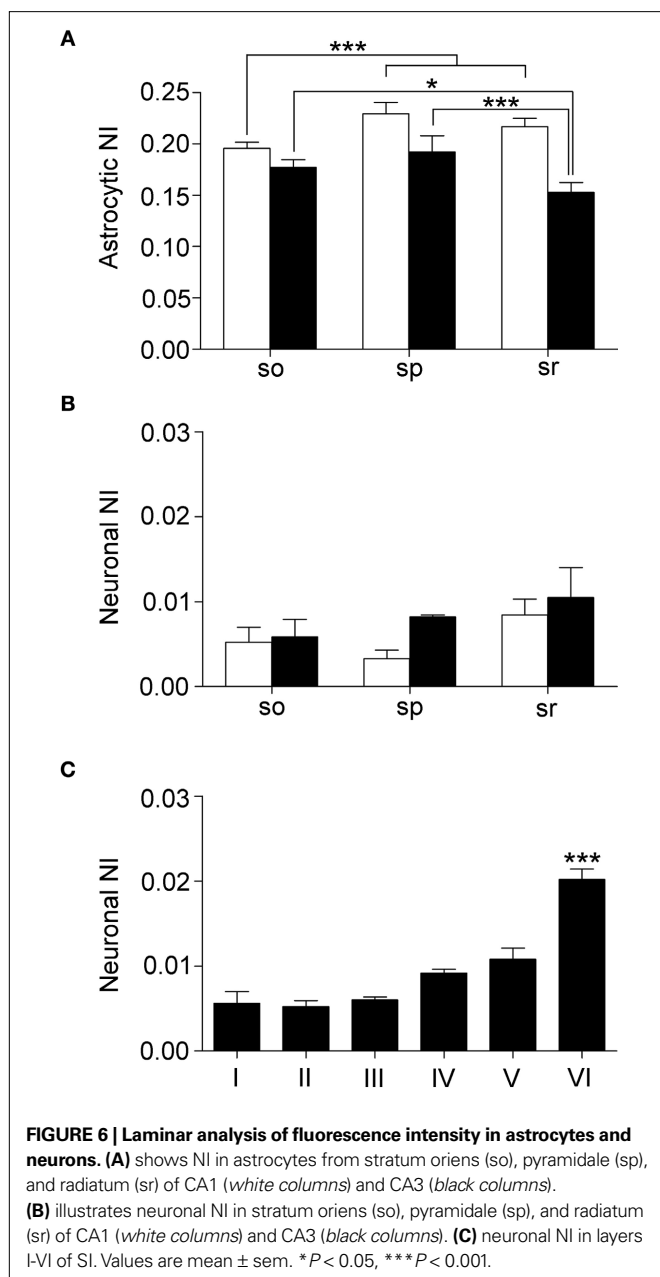 A
***
*
***
0.25
0.20
0.15
0.10
0.05
0.00
Astrocytic NI
so sp sr
B
0.03
0.02
0.01
0.00
Neuronal NI
so sp sr
C
0.03
0.02
0.01
0.00
Neuronal NI
***
I II III IV V VI
FIGURE 6 | Laminar analysis of fluorescence intensity in astrocytes and
neurons. (A) shows NI in astrocytes from stratum oriens (so), pyramidale (sp),
and radiatum (sr) of CA1 (white columns) and CA3 (black columns).
(B) illustrates neuronal NI in stratum oriens (so), pyramidale (sp), and radiatum
(sr) of CA1 (white columns) and CA3 (black columns). (C) neuronal NI in layers
I-VI of SI. Values are mean ± sem. *P < 0.05, ***P < 0.001.